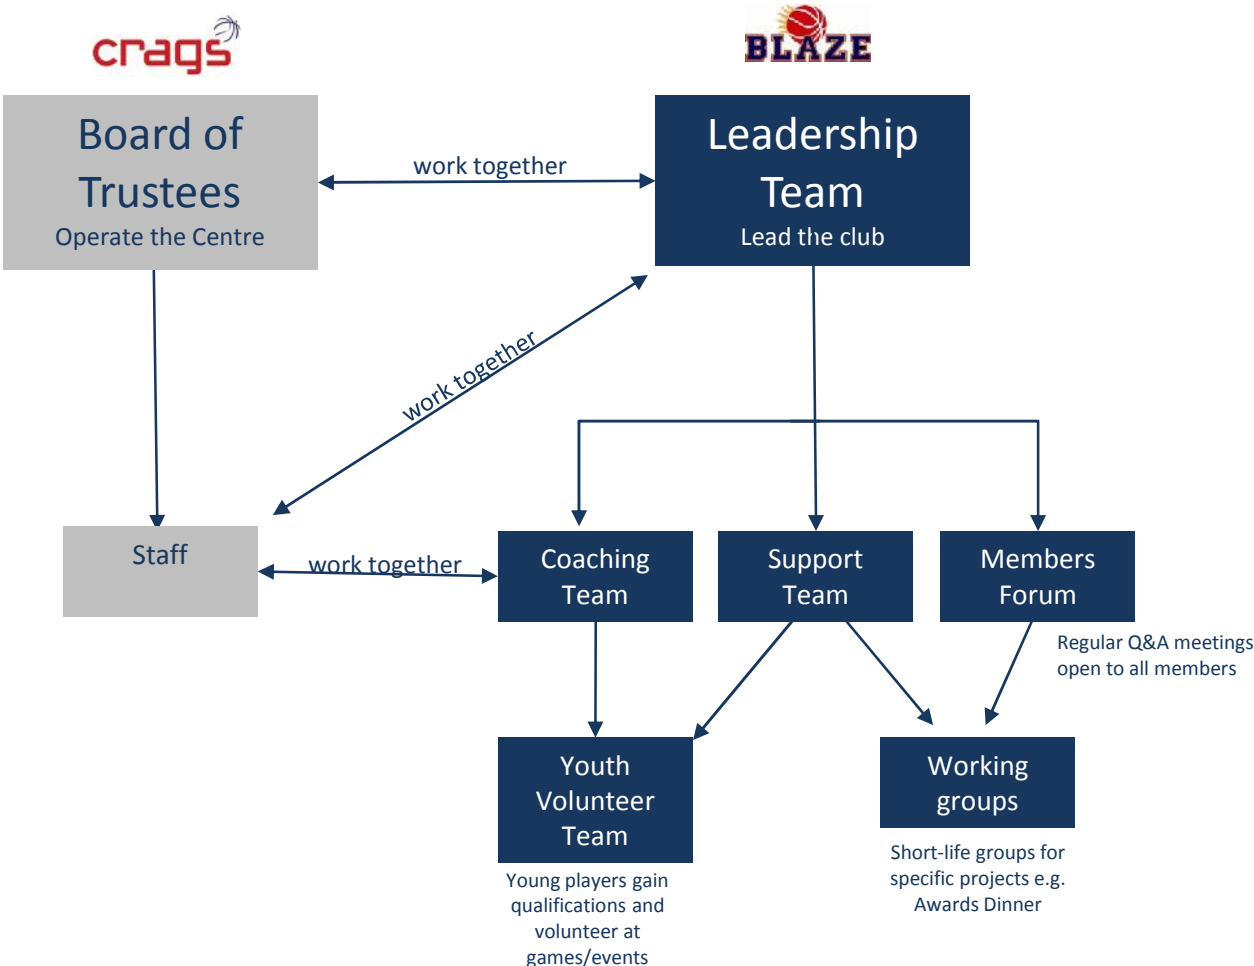 crags
BLAZE
Board of
Trustees
Operate the Centre
work together
Leadership
Team
Lead the club
work together
Staff
work together
Coaching
Team
Support
Team
Members
Forum
Regular Q&A meetings
open to all members
Youth
Volunteer
Team
Working
groups
Young players gain
qualifications and
volunteer at
games/events
Short-life groups for
specific projects e.g.
Awards Dinner